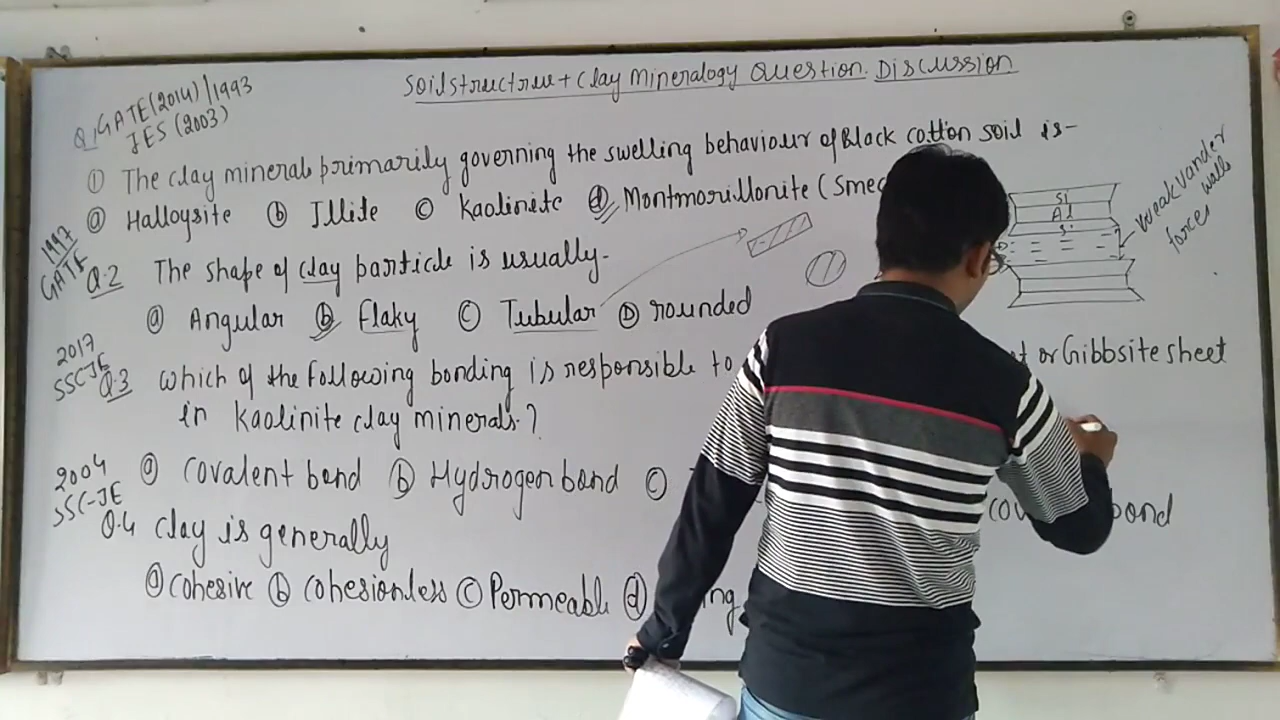 Soil structure + Clay Mineralogy Question Discussion
Q1 GATE (2014) / 1993
IES (2003)
① The clay mineral primarily governing the swelling behaviour of Black cotton soil is-
ⓐ Halloysite ⓑ Illite ⓒ Kaolinite ⓓ Montmorillonite (Smec
1997
GATE
Q.2 The shape of clay particle is usually-
ⓐ Angular ⓑ Flaky ⓒ Tubular ⓓ rounded
Si
Al
Si
weak vander
walls
forces
2017
SSC JE
Q.3 which of the following bonding is responsible to
or Gibbsite sheet
in kaolinite clay minerals.?
ⓐ covalent bond ⓑ Hydrogen bond ⓒ
bond
2004
SSC-JE
Q.4 clay is generally
ⓐ cohesive ⓑ cohesionless ⓒ Permeable ⓓ